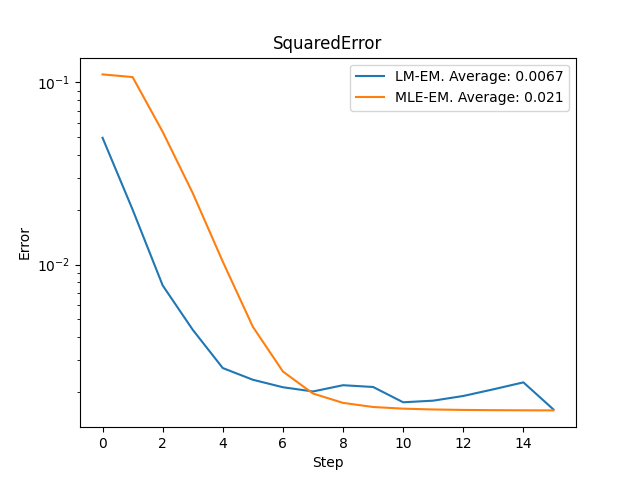 SquaredError
LM-EM. Average: 0.0067
MLE-EM. Average: 0.021
10⁻¹
10⁻²
Error
0 2 4 6 8 10 12 14
Step